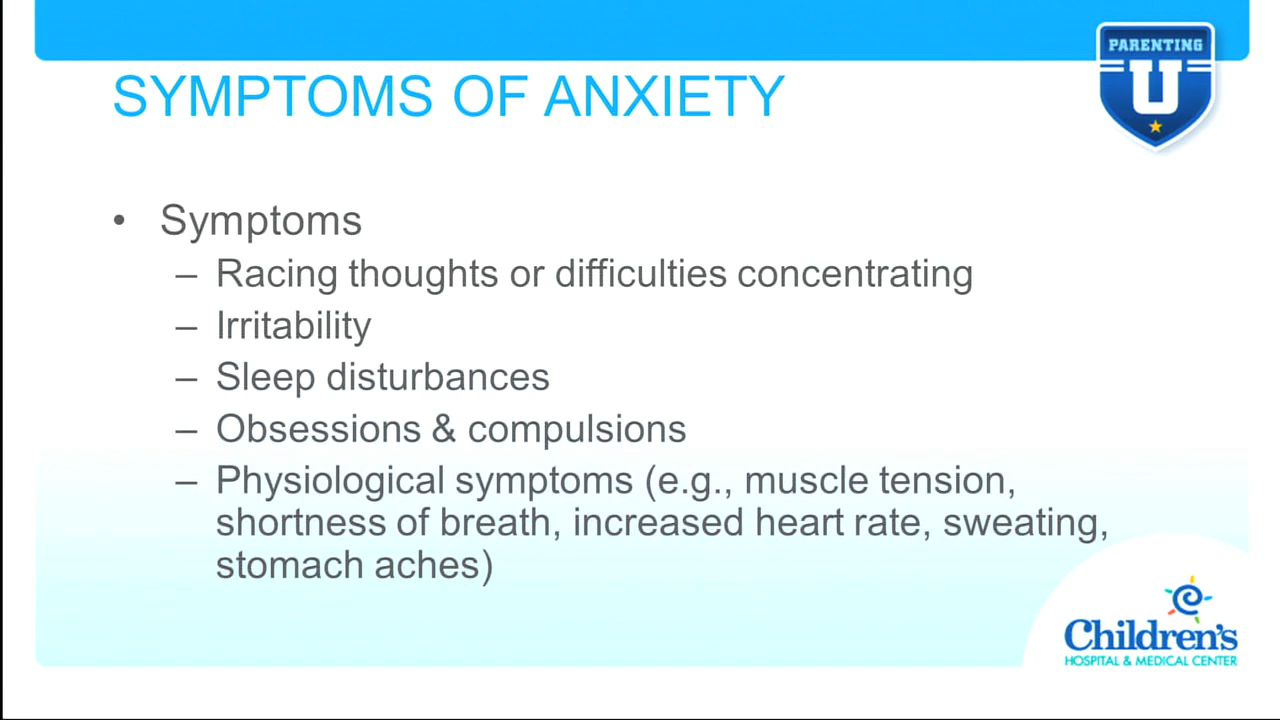 PARENTING
U
SYMPTOMS OF ANXIETY
• Symptoms
– Racing thoughts or difficulties concentrating
– Irritability
– Sleep disturbances
– Obsessions & compulsions
– Physiological symptoms (e.g., muscle tension,
shortness of breath, increased heart rate, sweating,
stomach aches)
Children's
HOSPITAL & MEDICAL CENTER